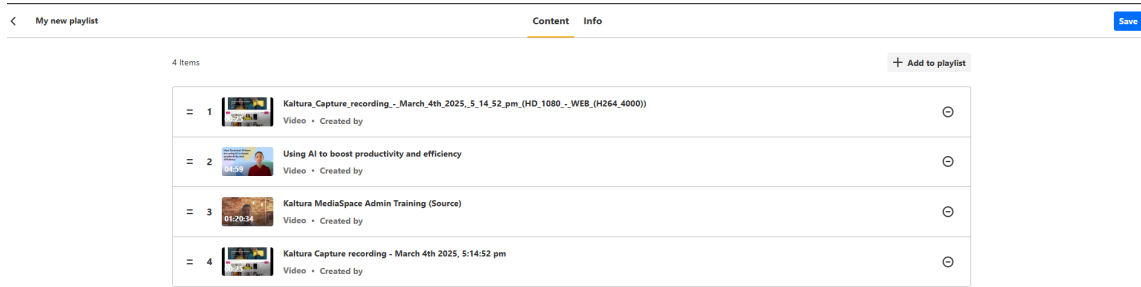 My newplaylist
Content Info
Save
4 Items
+ Add to playlist
= 1 Kaltura_Capture_recording_-_March_4th_2025,_5_14_52_pm_(HD_1080_-_WEB_(H264_4000))
Video • Created by
= 2 Using AI to boost productivity and efficiency
04:59
Video • Created by
= 3 Kaltura MediaSpace Admin Training (Source)
01:20:34
Video • Created by
= 4 Kaltura Capture recording - March 4th 2025, 5:14:52 pm
Video • Created by